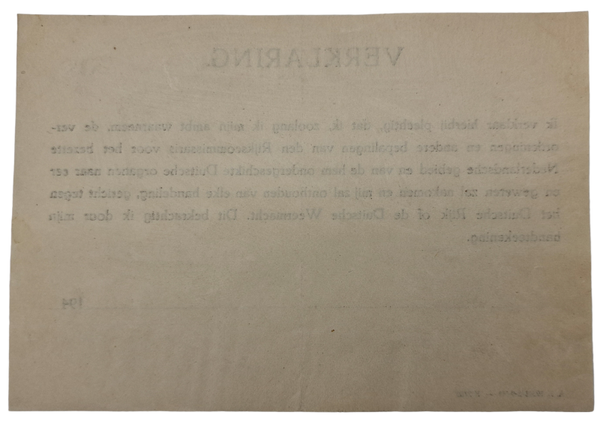 VERKLARING.
Ik verklaar hierbij plechtig, dat ik, zoolang ik mijn ambt waarneem, de ver-
ordeningen en andere bepalingen van den Rijkscommissaris voor het bezette
Nederlandsche gebied en van de hem ondergeschikte Duitsche organen naar eer
en geweten zal nakomen en mij zal onthouden van elke handeling, gericht tegen
het Duitsche Rijk of de Duitsche Weermacht. Dit bekrachtig ik door mijn
handteekening.
194